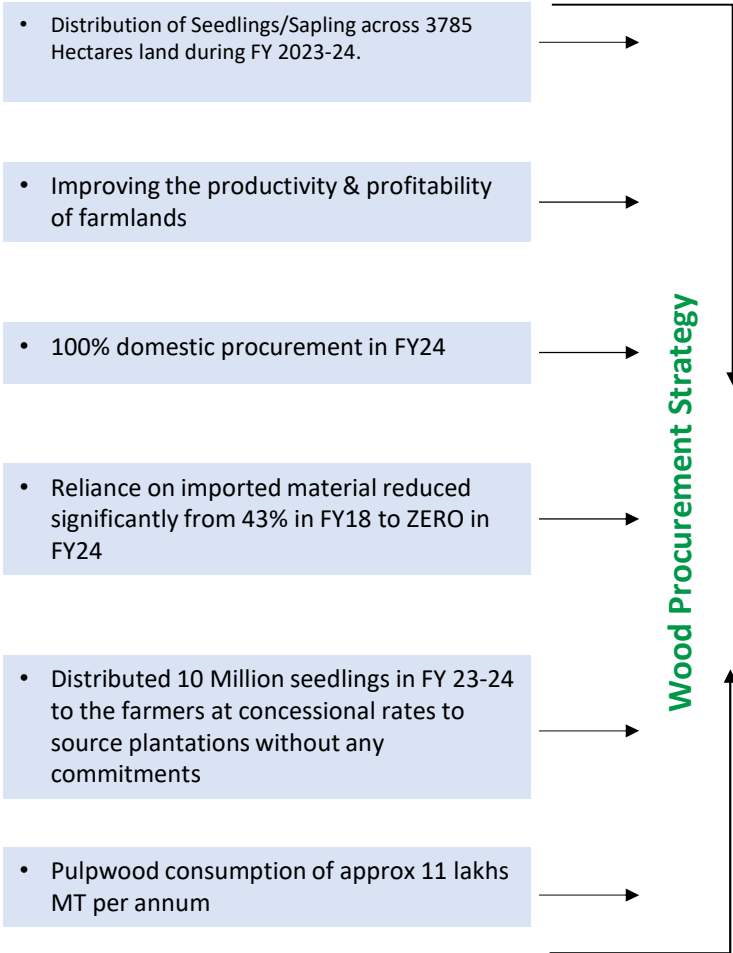 • Distribution of Seedlings/Sapling across 3785
Hectares land during FY 2023-24.
• Improving the productivity & profitability
of farmlands
• 100% domestic procurement in FY24
• Reliance on imported material reduced
significantly from 43% in FY18 to ZERO in
FY24
• Distributed 10 Million seedlings in FY 23-24
to the farmers at concessional rates to
source plantations without any
commitments
• Pulpwood consumption of approx 11 lakhs
MT per annum
Wood Procurement Strategy